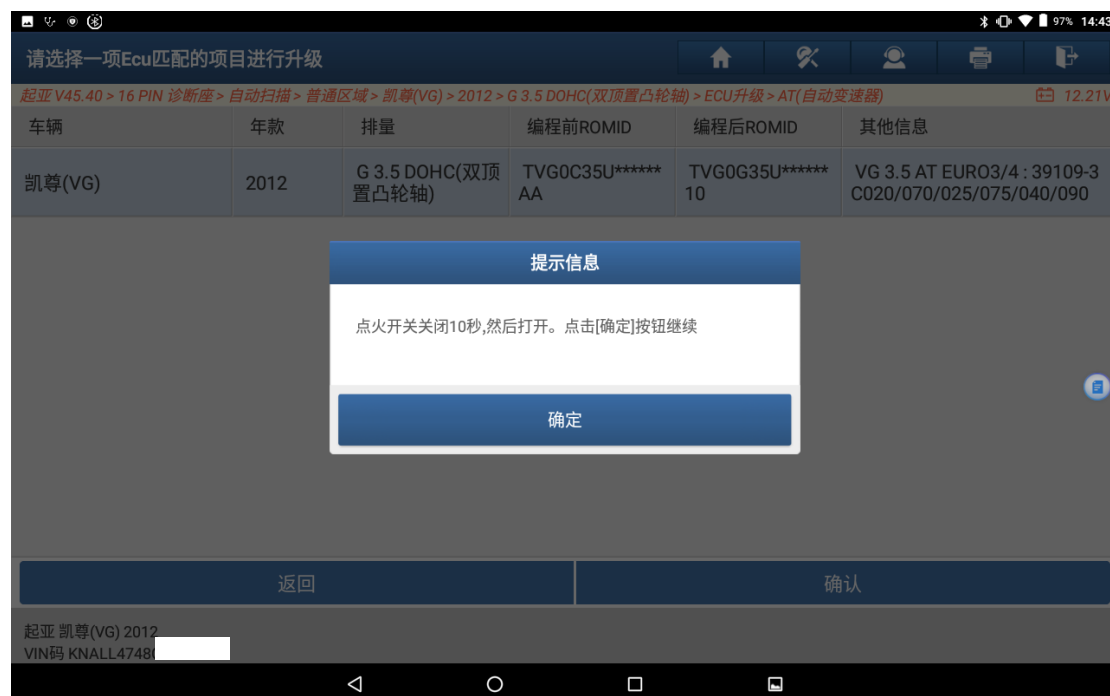 97% 14:43
请选择一项Ecu匹配的项目进行升级
起亚 V45.40 > 16 PIN 诊断座 > 自动扫描 > 普通区域 > 凯尊(VG) > 2012 > G 3.5 DOHC(双顶置凸轮轴) > ECU升级 > AT(自动变速器) 12.21V
车辆 年款 排量 编程前ROMID 编程后ROMID 其他信息
凯尊(VG) 2012 G 3.5 DOHC(双顶置凸轮轴) TVG0C35U******AA TVG0G35U******10 VG 3.5 AT EURO3/4 : 39109-3C020/070/025/075/040/090
提示信息
点火开关关闭10秒,然后打开。点击[确定]按钮继续
确定
返回 确认
起亚 凯尊(VG) 2012
VIN码 KNALL4748